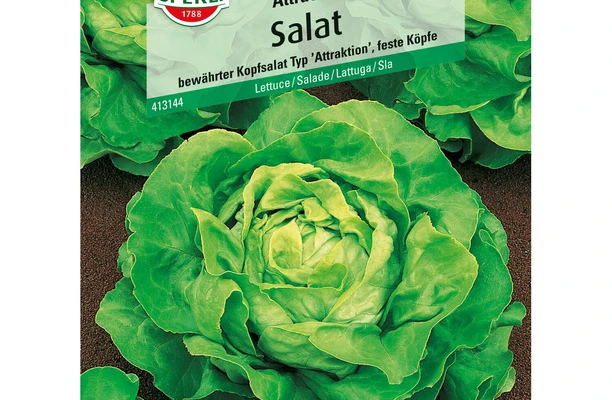 1788
Salat
bewährter Kopfsalat Typ 'Attraktion', feste Köpfe
Lettuce/Salade/Lattuga/Sla
413144